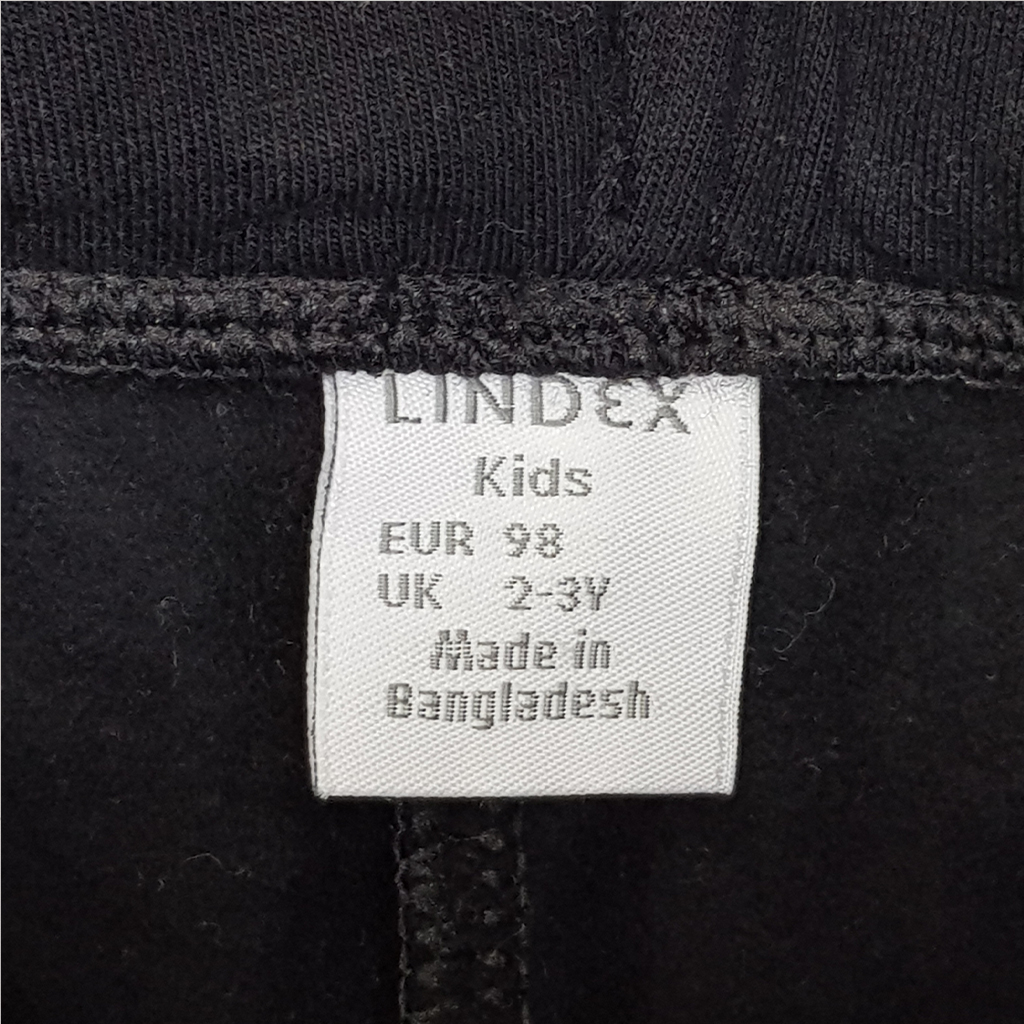 LINDEX
Kids
EUR 98
UK 2-3Y
Made in
Bangladesh